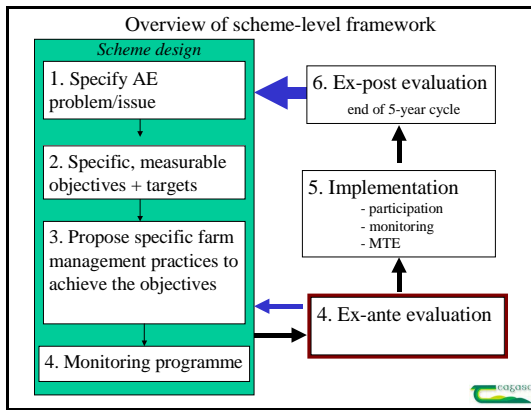 Overview of scheme-level framework
Scheme design
1. Specify AE
problem/issue
2. Specific, measurable
objectives + targets
3. Propose specific farm
management practices to
achieve the objectives
4. Monitoring programme
4. Ex-ante evaluation
5. Implementation
- participation
- monitoring
- MTE
6. Ex-post evaluation
end of 5-year cycle
Teagasc